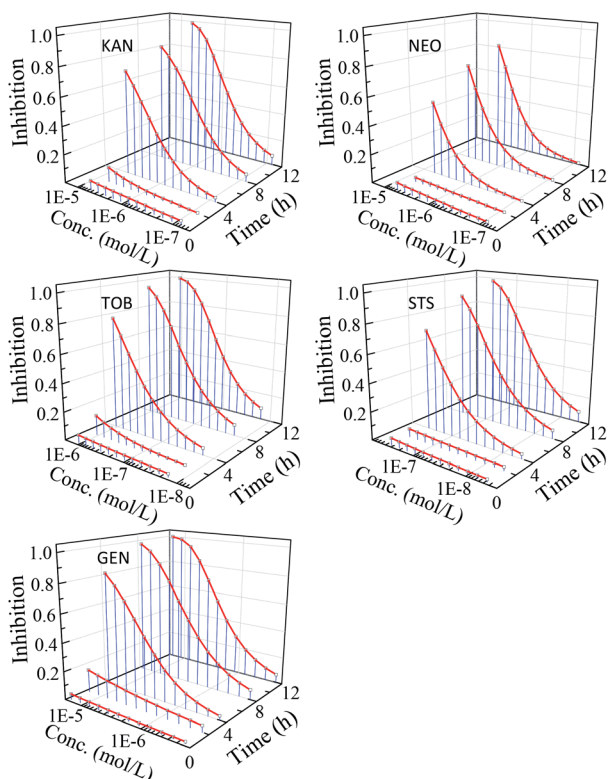 1.0
0.8
0.6
0.4
0.2
Inhibition
KAN
1E-5
1E-6
1E-7
Conc. (mol/L)
0
4
8
12
Time (h)
1.0
0.8
0.6
0.4
0.2
Inhibition
NEO
1E-5
1E-6
1E-7
Conc. (mol/L)
0
4
8
12
Time (h)
1.0
0.8
0.6
0.4
0.2
Inhibition
TOB
1E-6
1E-7
1E-8
Conc. (mol/L)
0
4
8
12
Time (h)
1.0
0.8
0.6
0.4
0.2
Inhibition
STS
1E-7
1E-8
Conc. (mol/L)
0
4
8
12
Time (h)
1.0
0.8
0.6
0.4
0.2
Inhibition
GEN
1E-5
1E-6
Conc. (mol/L)
0
4
8
12
Time (h)